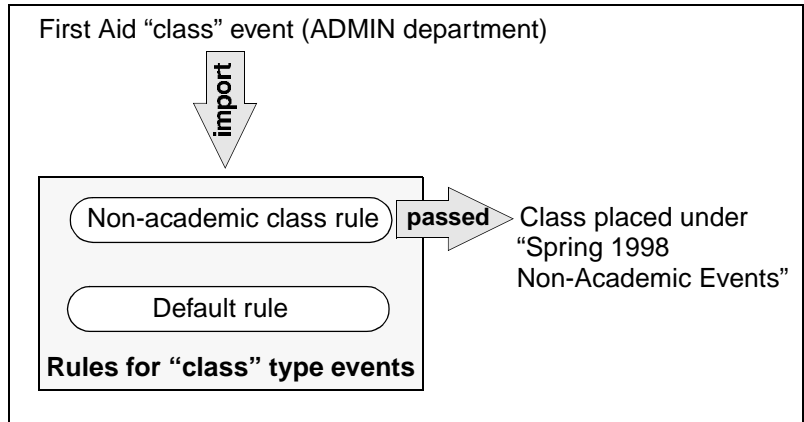 First Aid “class” event (ADMIN department)
import
Non-academic class rule
passed
Class placed under
“Spring 1998
Non-Academic Events”
Default rule
Rules for “class” type events